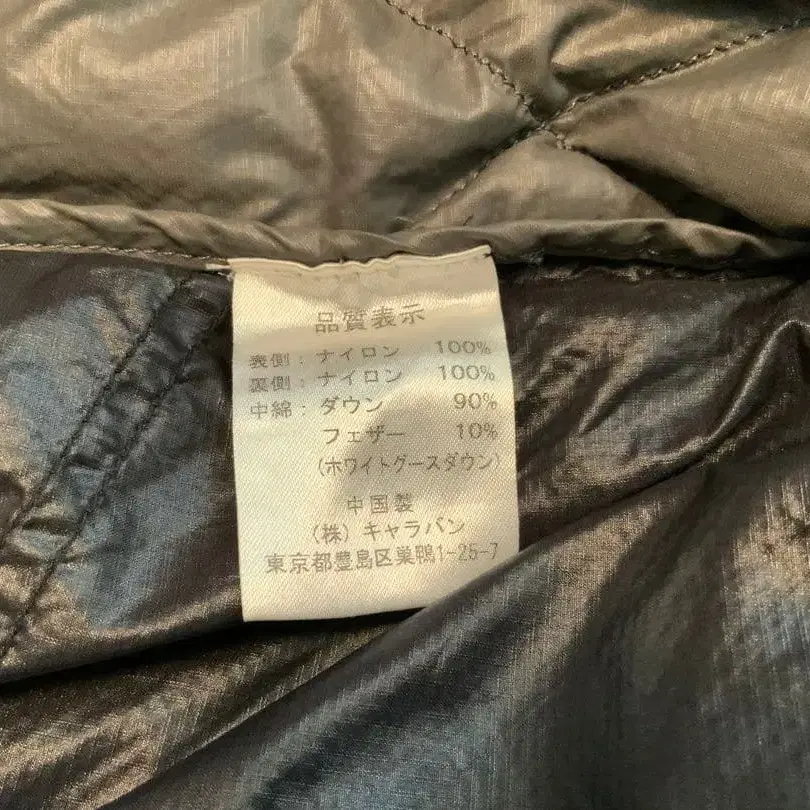 品質表示
表側：ナイロン 100%
裏側：ナイロン 100%
中綿：ダウン 90%
フェザー 10%
(ホワイトグースダウン)
中国製
(株) キャラバン
東京都豊島区巣鴨1-25-7